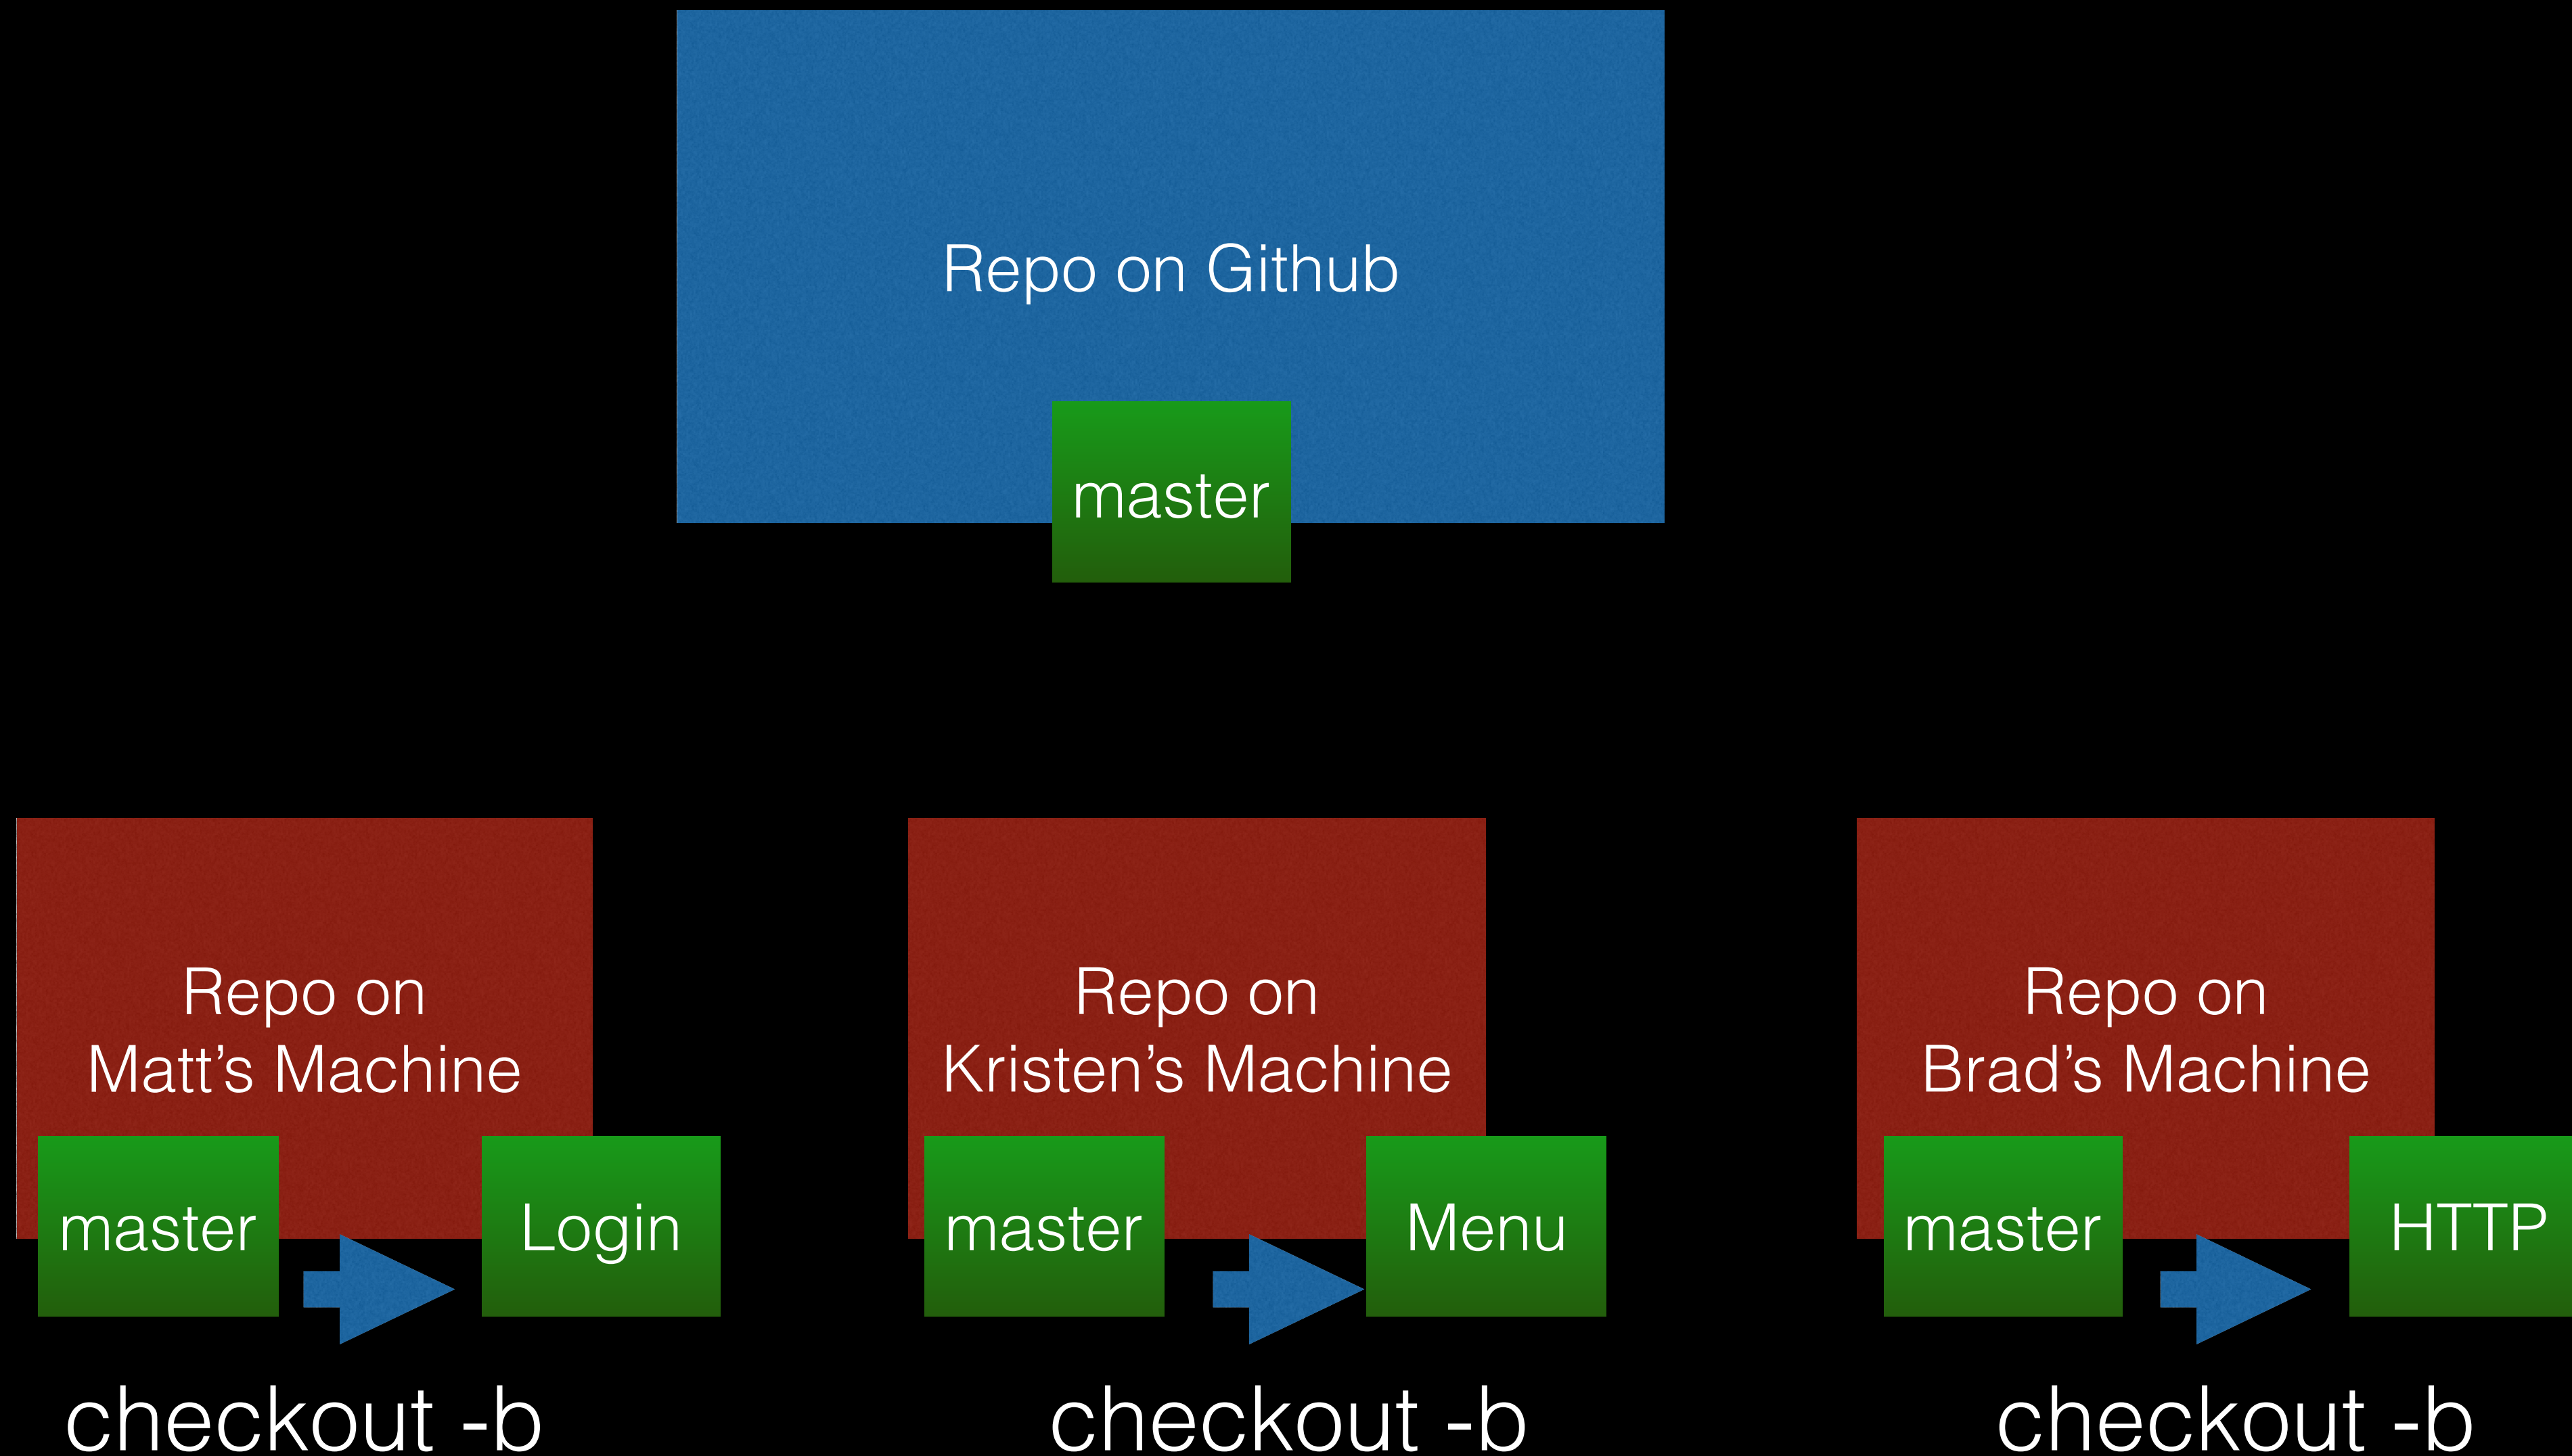 Repo on Github
master
Repo on
Matt's Machine
master
Login
checkout -b
Repo on
Kristen's Machine
master
Menu
checkout -b
Repo on
Brad's Machine
master
HTTP
checkout -b